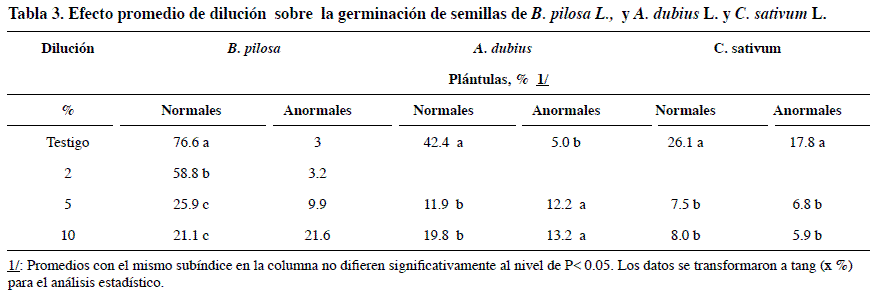 Tabla 3. Efecto promedio de dilución sobre la germinación de semillas de B. pilosa L., y A. dubius L. y C. sativum L.
Dilución B. pilosa A. dubius C. sativum
Plántulas, % 1/
% Normales Anormales Normales Anormales Normales Anormales
Testigo 76.6 a 3 42.4 a 5.0 b 26.1 a 17.8 a
2 58.8 b 3.2
5 25.9 c 9.9 11.9 b 12.2 a 7.5 b 6.8 b
10 21.1 c 21.6 19.8 b 13.2 a 8.0 b 5.9 b
1/: Promedios con el mismo subíndice en la columna no difieren significativamente al nivel de P< 0.05. Los datos se transformaron a tang (x %)
para el análisis estadístico.